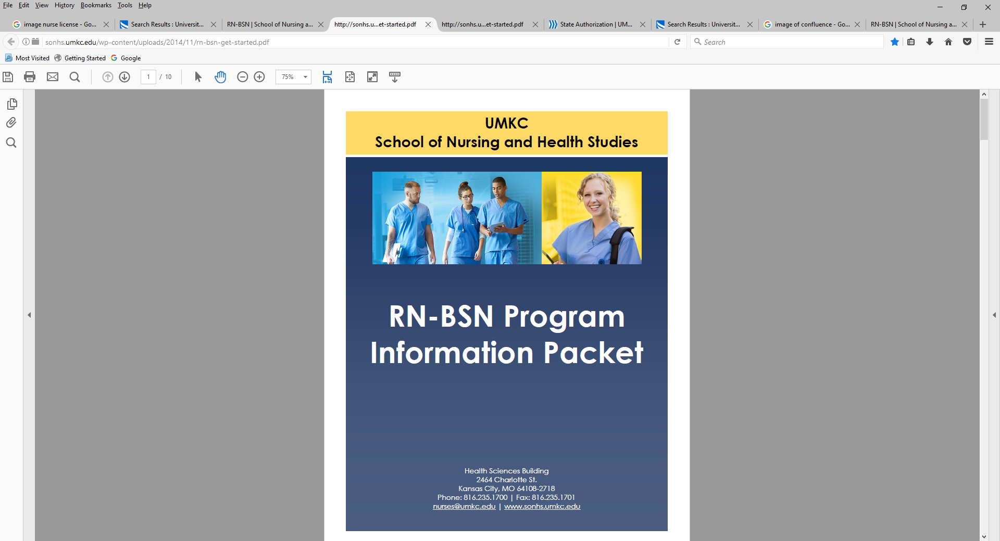 File Edit View History Bookmarks Tools Help
image nurse license - Go...
Search Results : Universit...
RN-BSN | School of Nursing a...
http://sonhs.u...et-started.pdf
http://sonhs.u...et-started.pdf
State Authorization | UM...
Search Results : Universit...
image of confluence - Go...
RN-BSN | School of Nursing a...
sonhs.umkc.edu/wp-content/uploads/2014/11/rn-bsn-get-started.pdf
Search
Most Visited Getting Started Google
1 / 10
75%
UMKC
School of Nursing and Health Studies
RN-BSN Program
Information Packet
Health Sciences Building
2464 Charlotte St.
Kansas City, MO 64108-2718
Phone: 816.235.1700 | Fax: 816.235.1701
nurses@umkc.edu | www.sonhs.umkc.edu